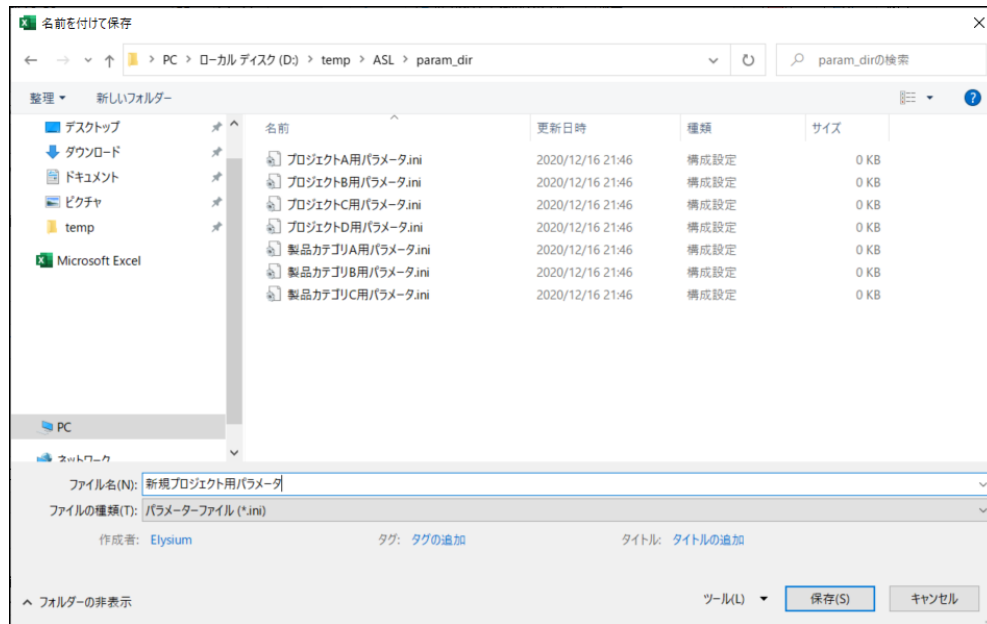 名前を付けて保存
PC > ローカル ディスク (D:) > temp > ASL > param_dir
param_dirの検索
整理
新しいフォルダー
デスクトップ
ダウンロード
ドキュメント
ピクチャ
temp
Microsoft Excel
PC
ネットワーク
名前 更新日時 種類 サイズ
プロジェクトA用パラメータ.ini 2020/12/16 21:46 構成設定 0 KB
プロジェクトB用パラメータ.ini 2020/12/16 21:46 構成設定 0 KB
プロジェクトC用パラメータ.ini 2020/12/16 21:46 構成設定 0 KB
プロジェクトD用パラメータ.ini 2020/12/16 21:46 構成設定 0 KB
製品カテゴリA用パラメータ.ini 2020/12/16 21:46 構成設定 0 KB
製品カテゴリB用パラメータ.ini 2020/12/16 21:46 構成設定 0 KB
製品カテゴリC用パラメータ.ini 2020/12/16 21:46 構成設定 0 KB
ファイル名(N): 新規プロジェクト用パラメータ
ファイルの種類(T): パラメーターファイル (*.ini)
作成者: Elysium タグ: タグの追加 タイトル: タイトルの追加
フォルダーの非表示 ツール(L) 保存(S) キャンセル